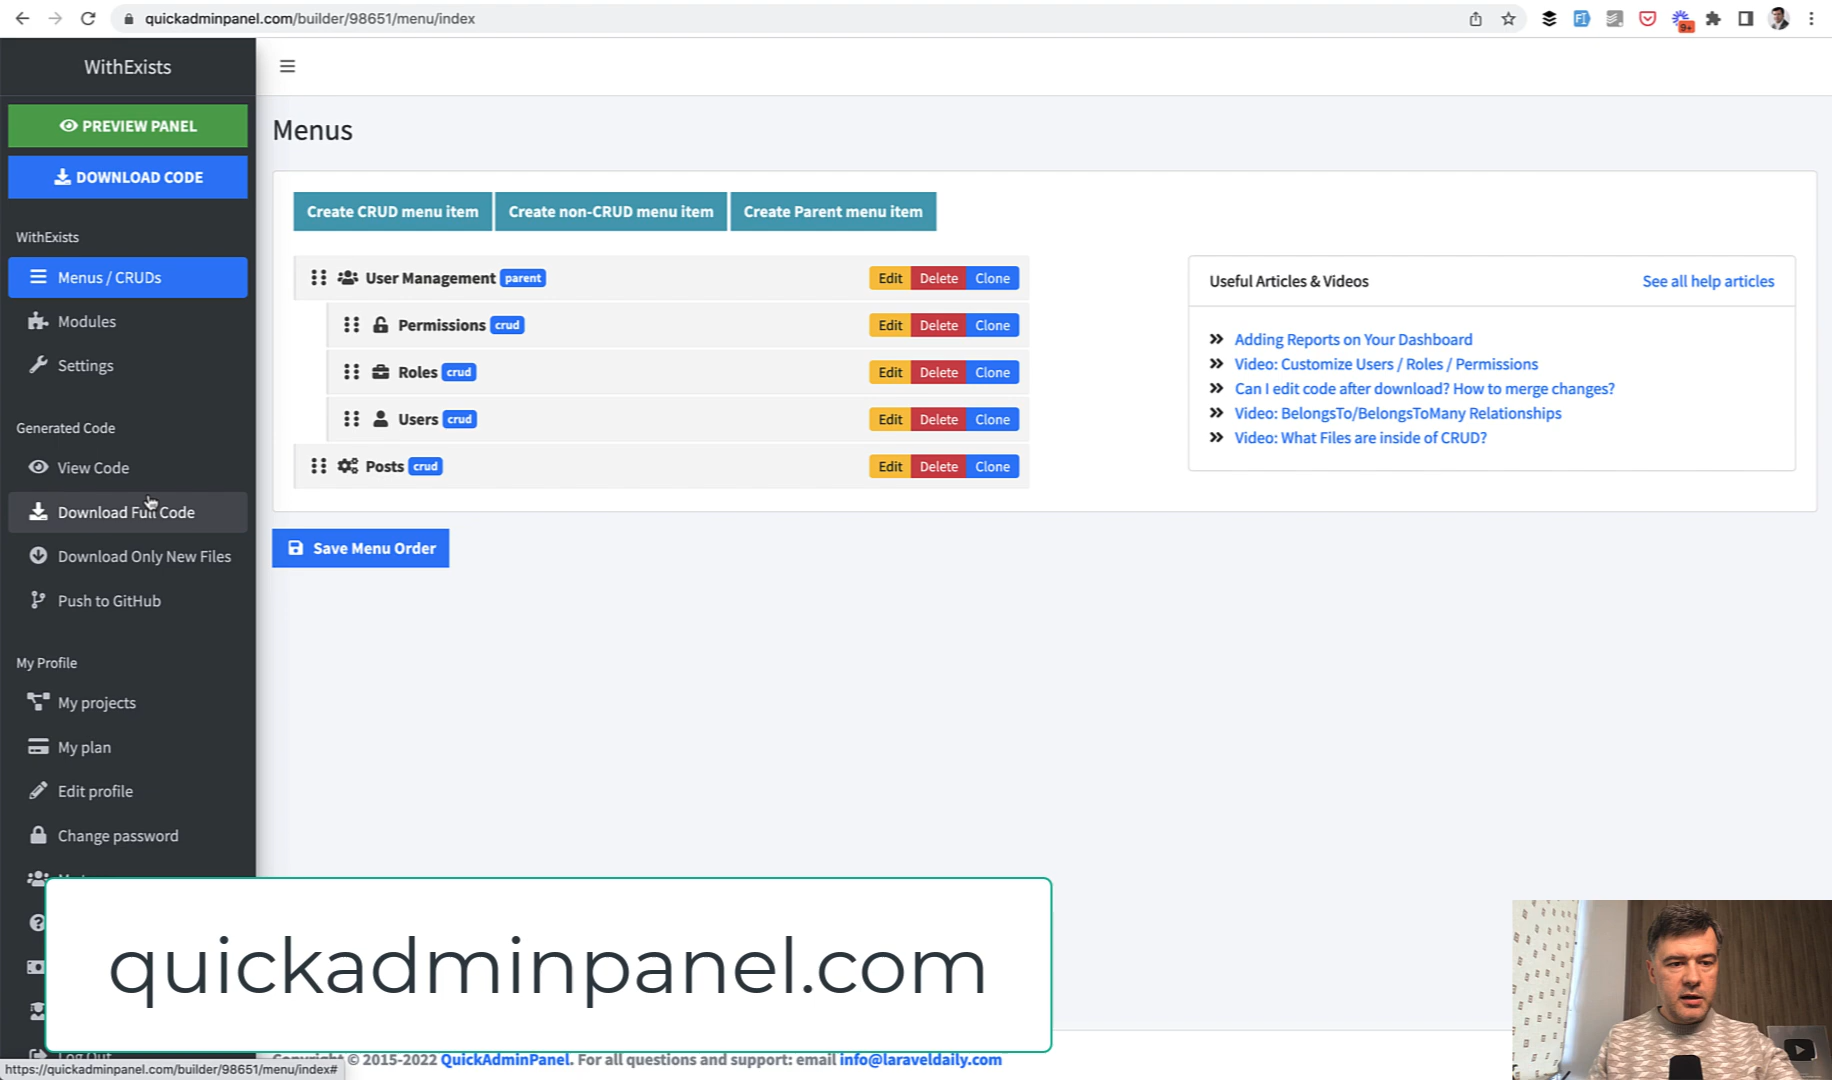 quickadminpanel.com/builder/98651/menu/index
9+
WithExists
PREVIEW PANEL
DOWNLOAD CODE
WithExists
Menus / CRUDs
Modules
Settings
Generated Code
View Code
Download Full Code
Download Only New Files
Push to GitHub
My Profile
My projects
My plan
Edit profile
Change password
Log Out
Menus
Create CRUD menu item
Create non-CRUD menu item
Create Parent menu item
User Management parent Edit Delete Clone
Permissions crud Edit Delete Clone
Roles crud Edit Delete Clone
Users crud Edit Delete Clone
Posts crud Edit Delete Clone
Save Menu Order
Useful Articles & Videos
See all help articles
Adding Reports on Your Dashboard
Video: Customize Users / Roles / Permissions
Can I edit code after download? How to merge changes?
Video: BelongsTo/BelongsToMany Relationships
Video: What Files are inside of CRUD?
quickadminpanel.com
Copyright © 2015-2022 QuickAdminPanel. For all questions and support: email info@laraveldaily.com
https://quickadminpanel.com/builder/98651/menu/index#